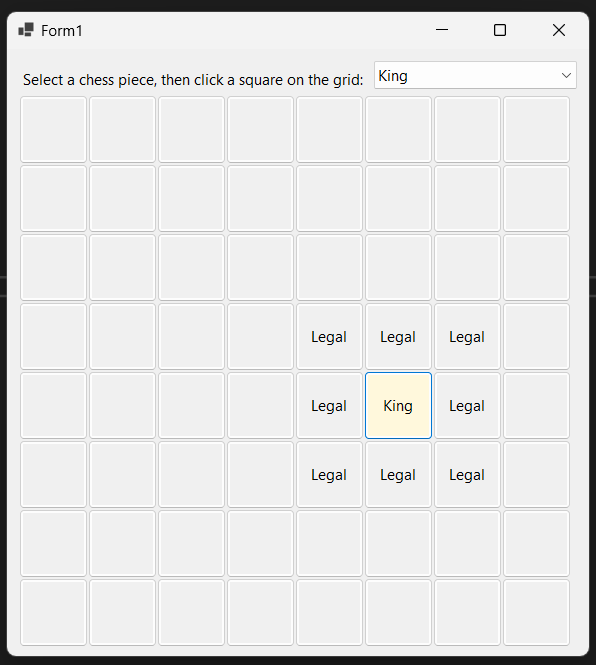 Form1
Select a chess piece, then click a square on the grid: King
Legal Legal Legal
Legal King Legal
Legal Legal Legal